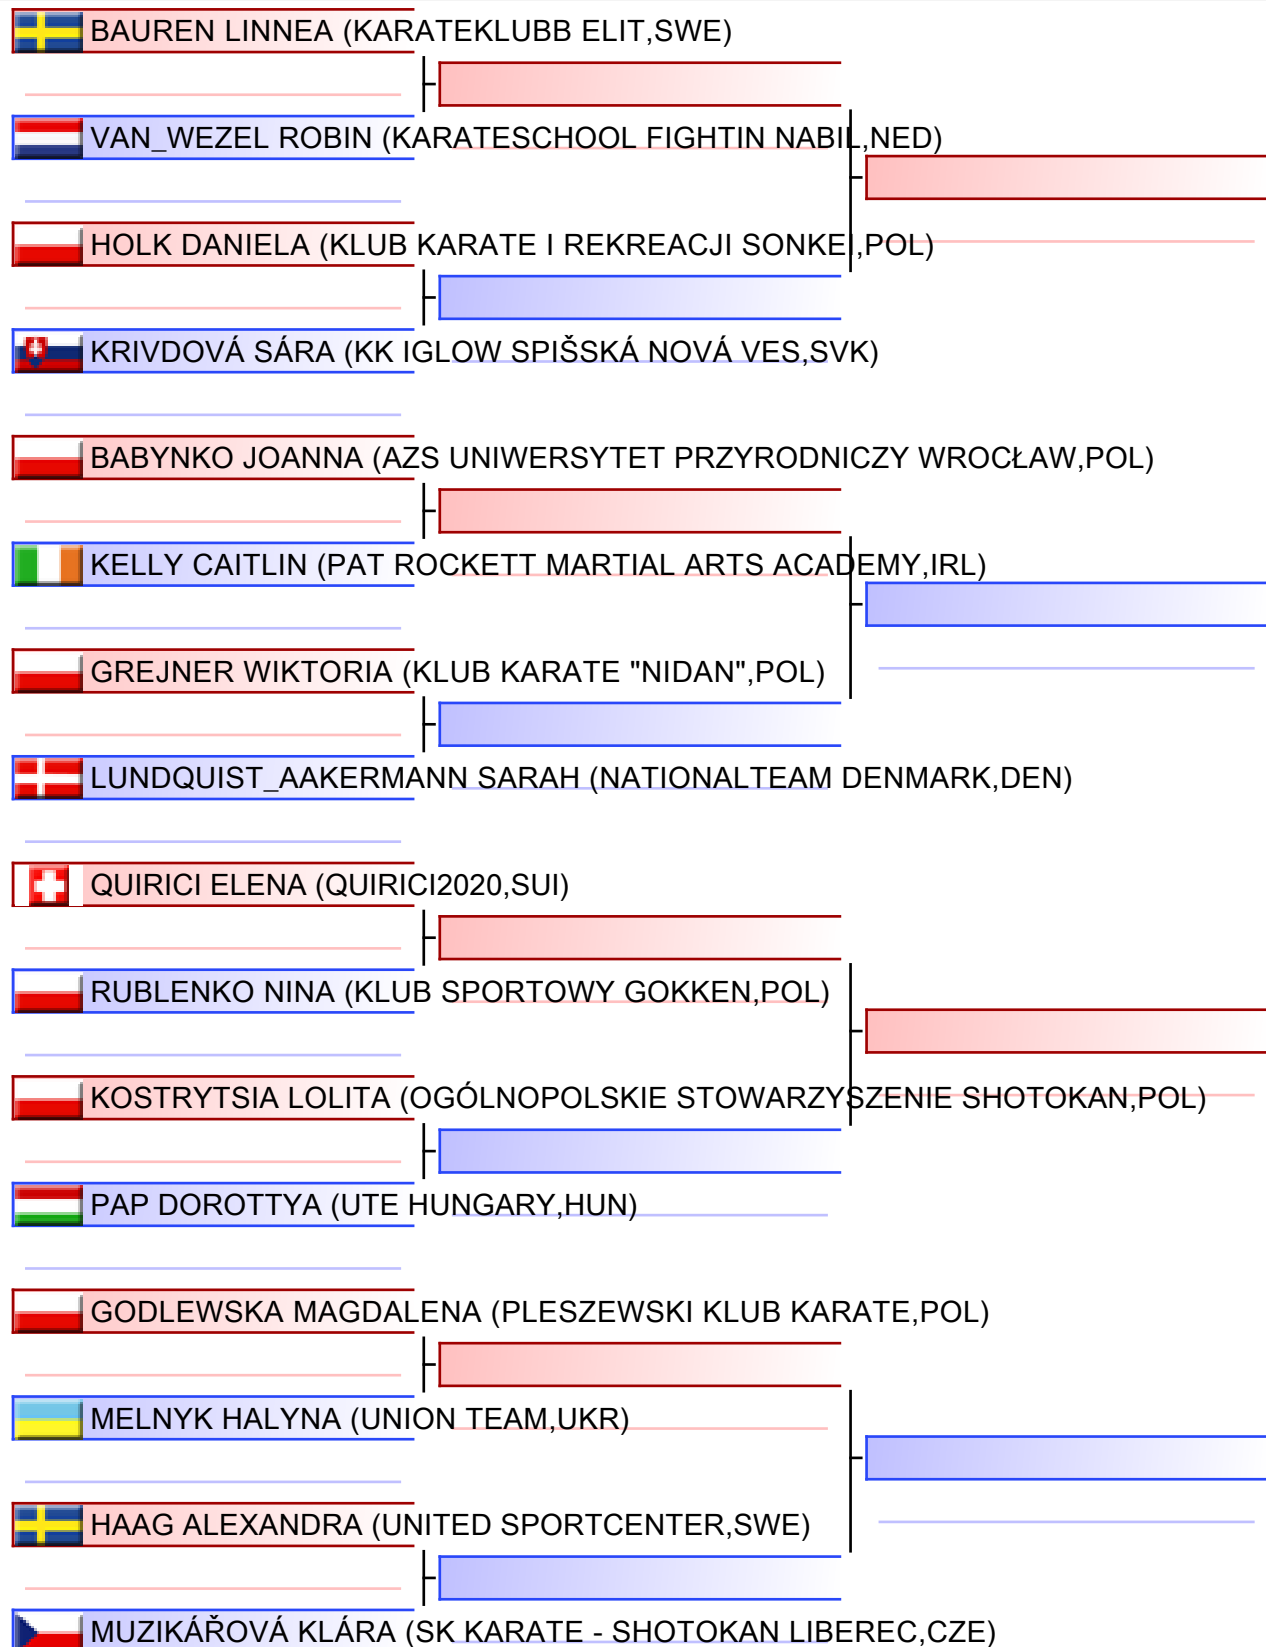 BAUREN LINNEA (KARATEKLUBB ELIT,SWE)
VAN_WEZEL ROBIN (KARATESCHOOL FIGHTIN NABIL,NED)
HOLK DANIELA (KLUB KARATE I REKREACJI SONKEI,POL)
KRIVDOVÁ SÁRA (KK IGLOW SPIŠSKÁ NOVÁ VES,SVK)
BABYNKO JOANNA (AZS UNIWERSYTET PRZYRODNICZY WROCŁAW,POL)
KELLY CAITLIN (PAT ROCKETT MARTIAL ARTS ACADEMY,IRL)
GREJNER WIKTORIA (KLUB KARATE "NIDAN",POL)
LUNDQUIST_AAKERMANN SARAH (NATIONALTEAM DENMARK,DEN)
QUIRICI ELENA (QUIRICI2020,SUI)
RUBLENKO NINA (KLUB SPORTOWY GOKKEN,POL)
KOSTRYTSIA LOLITA (OGÓLNOPOLSKIE STOWARZYSZENIE SHOTOKAN,POL)
PAP DOROTTYA (UTE HUNGARY,HUN)
GODLEWSKA MAGDALENA (PLESZEWSKI KLUB KARATE,POL)
MELNYK HALYNA (UNION TEAM,UKR)
HAAG ALEXANDRA (UNITED SPORTCENTER,SWE)
MUZIKÁŘOVÁ KLÁRA (SK KARATE - SHOTOKAN LIBEREC,CZE)